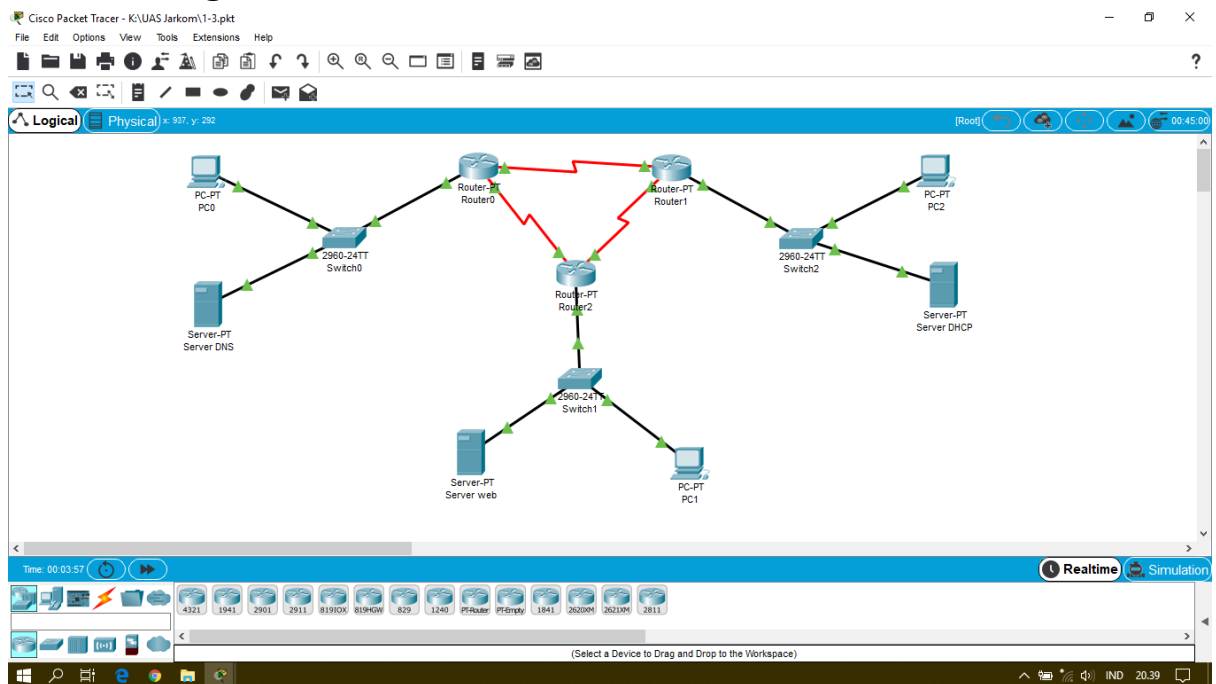 Cisco Packet Tracer - K:\UAS Jarkom\1-3.pkt
File Edit Options View Tools Extensions Help
?
Logical Physical x: 937, y: 292 [Root] 00:45:00
PC-PT
PC0
Router-PT
Router0
Router-PT
Router1
PC-PT
PC2
2960-24TT
Switch0
2960-24TT
Switch2
Router-PT
Router2
Server-PT
Server DNS
Server-PT
Server DHCP
2960-24TT
Switch1
Server-PT
Server web
PC-PT
PC1
Time: 00:03:57 Realtime Simulation
4321 1941 2901 2911 819IOX 819HGW 829 1240 PT-Router PT-Empty 1841 2620XM 2621XM 2811
(Select a Device to Drag and Drop to the Workspace)
IND 20.39